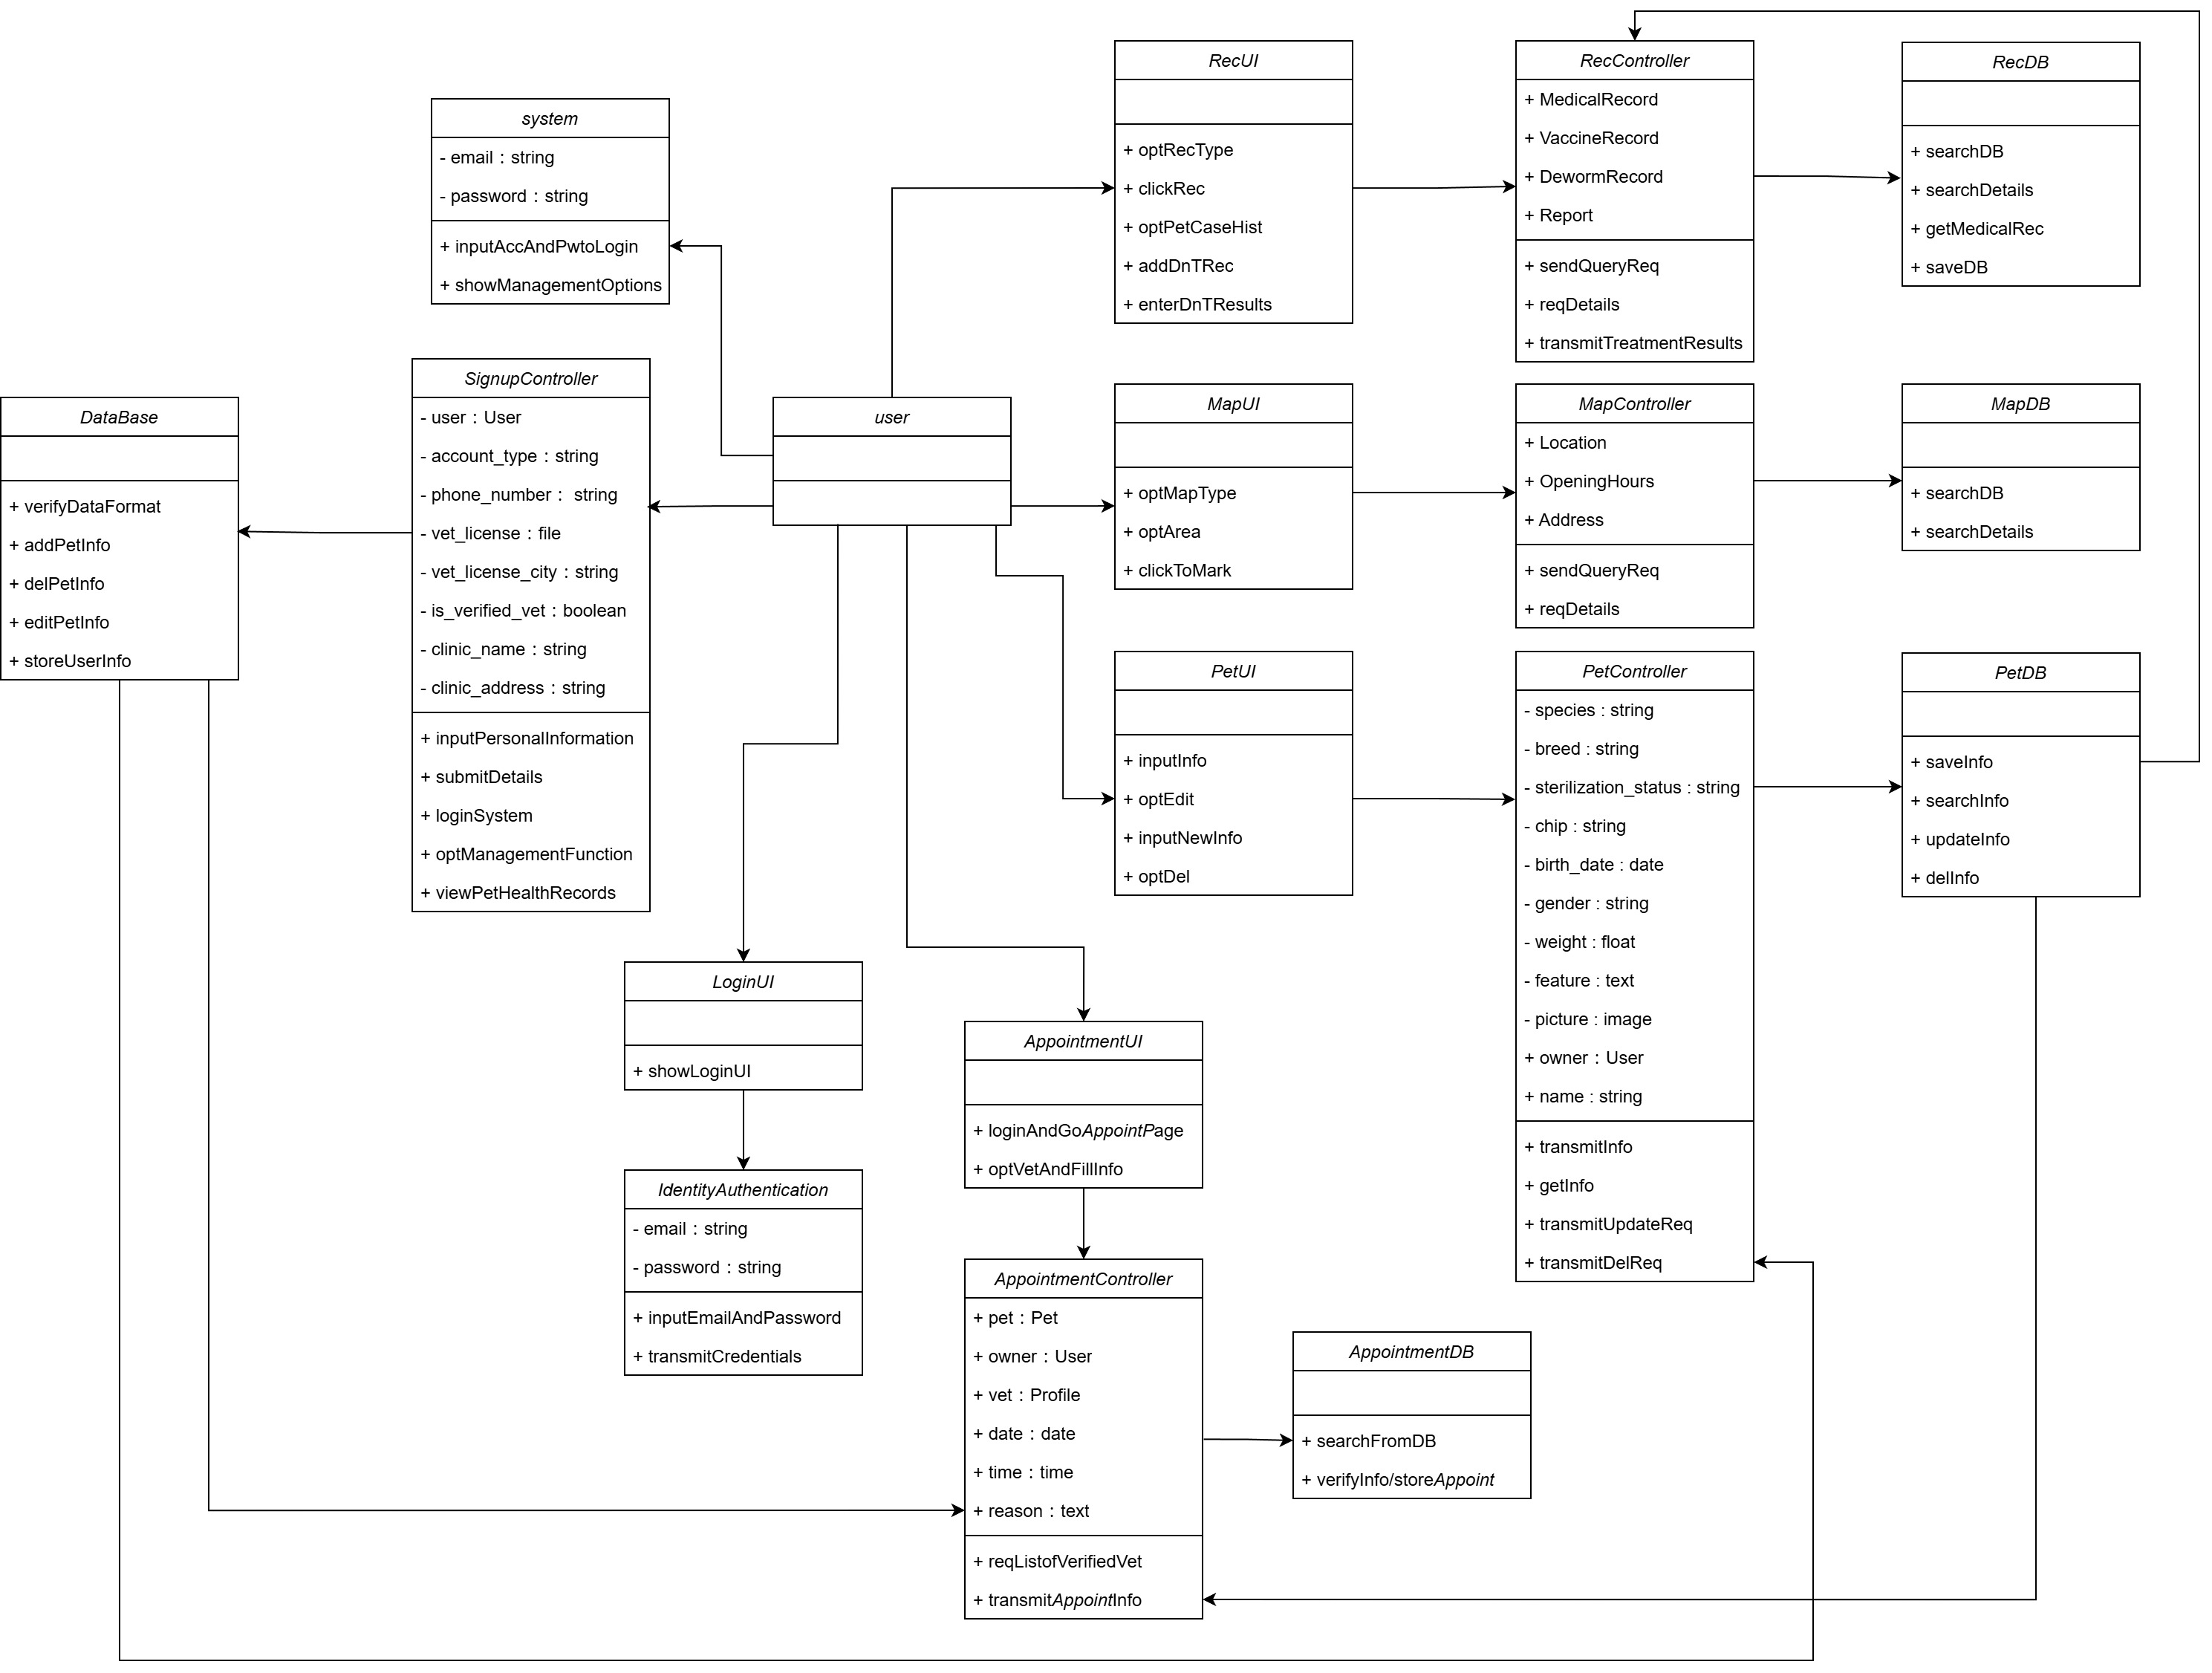 system
- email：string
- password：string
+ inputAccAndPwtoLogin
+ showManagementOptions
RecUI
+ optRecType
+ clickRec
+ optPetCaseHist
+ addDnTRec
+ enterDnTResults
RecController
+ MedicalRecord
+ VaccineRecord
+ DewormRecord
+ Report
+ sendQueryReq
+ reqDetails
+ transmitTreatmentResults
RecDB
+ searchDB
+ searchDetails
+ getMedicalRec
+ saveDB
DataBase
+ verifyDataFormat
+ addPetInfo
+ delPetInfo
+ editPetInfo
+ storeUserInfo
SignupController
- user：User
- account_type：string
- phone_number： string
- vet_license：file
- vet_license_city：string
- is_verified_vet：boolean
- clinic_name：string
- clinic_address：string
+ inputPersonalInformation
+ submitDetails
+ loginSystem
+ optManagementFunction
+ viewPetHealthRecords
user
MapUI
+ optMapType
+ optArea
+ clickToMark
MapController
+ Location
+ OpeningHours
+ Address
+ sendQueryReq
+ reqDetails
MapDB
+ searchDB
+ searchDetails
PetUI
+ inputInfo
+ optEdit
+ inputNewInfo
+ optDel
PetController
- species : string
- breed : string
- sterilization_status : string
- chip : string
- birth_date : date
- gender : string
- weight : float
- feature : text
- picture : image
+ owner：User
+ name : string
+ transmitInfo
+ getInfo
+ transmitUpdateReq
+ transmitDelReq
PetDB
+ saveInfo
+ searchInfo
+ updateInfo
+ delInfo
LoginUI
+ showLoginUI
IdentityAuthentication
- email：string
- password：string
+ inputEmailAndPassword
+ transmitCredentials
AppointmentUI
+ loginAndGoAppointPage
+ optVetAndFillInfo
AppointmentController
+ pet：Pet
+ owner：User
+ vet：Profile
+ date：date
+ time：time
+ reason：text
+ reqListofVerifiedVet
+ transmitAppointInfo
AppointmentDB
+ searchFromDB
+ verifyInfo/storeAppoint